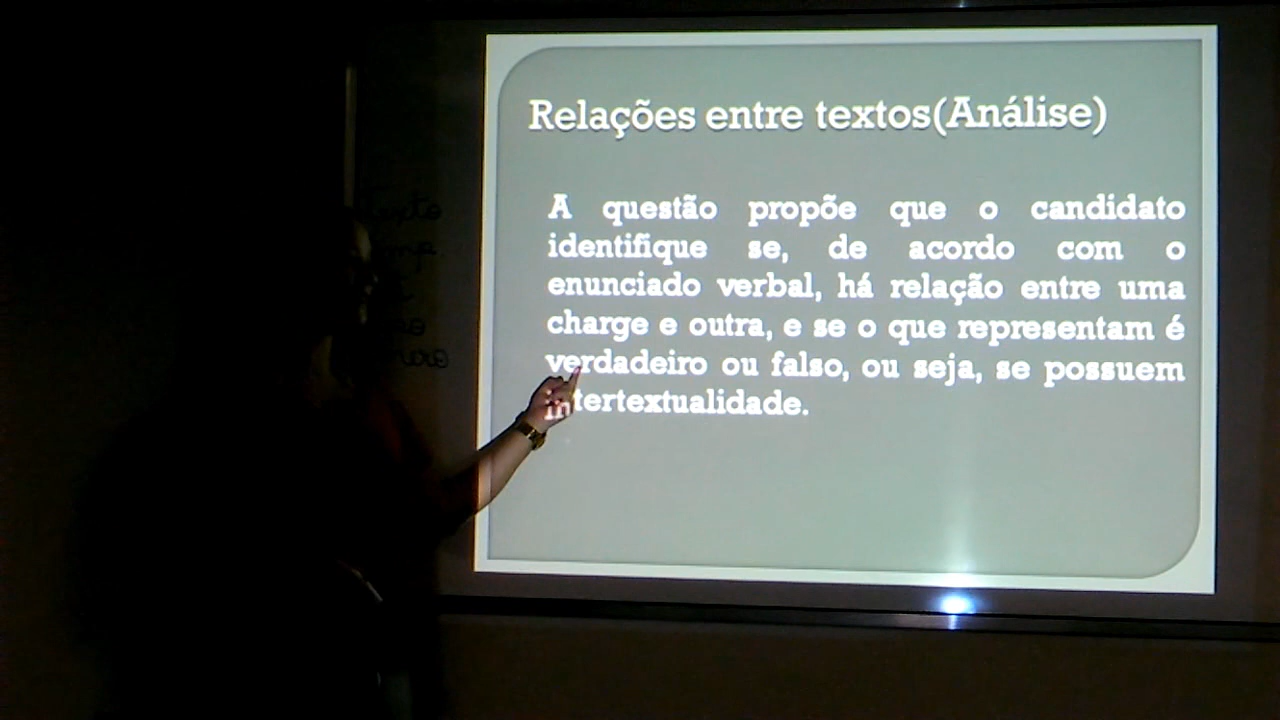 Relações entre textos(Análise)
A questão propõe que o candidato
identifique se, de acordo com o
enunciado verbal, há relação entre uma
charge e outra, e se o que representam é
verdadeiro ou falso, ou seja, se possuem
intertextualidade.